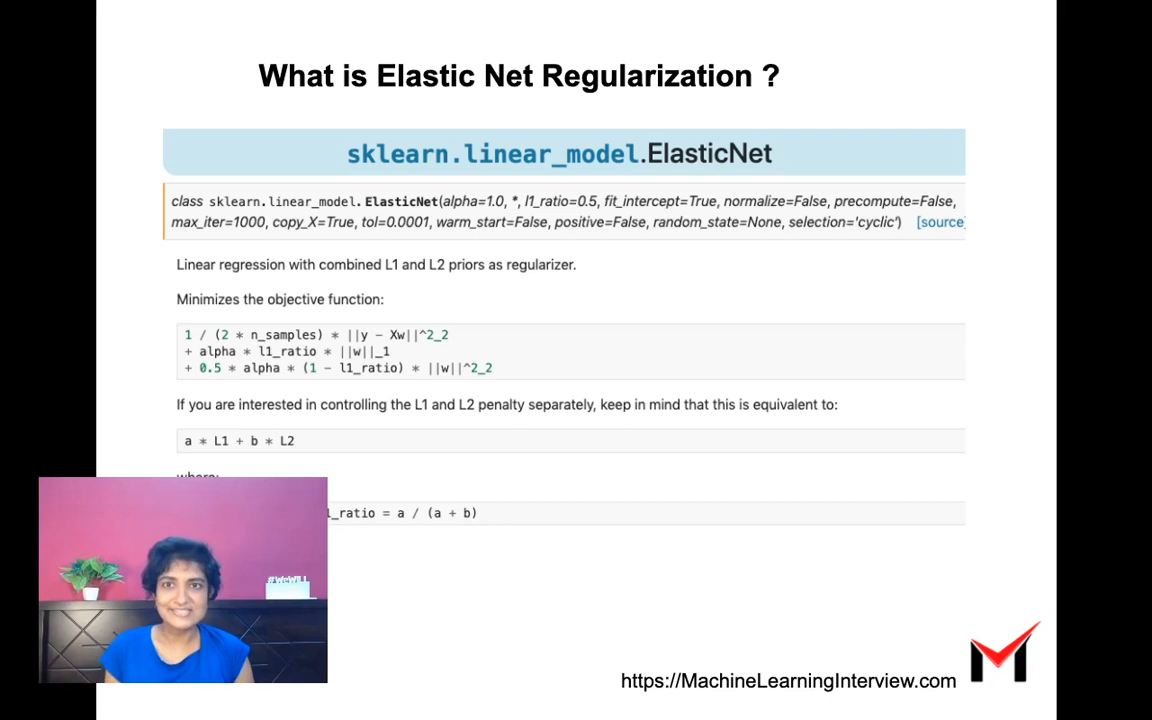 What is Elastic Net Regularization ?
sklearn.linear_model.ElasticNet
class sklearn.linear_model.ElasticNet(alpha=1.0, *, l1_ratio=0.5, fit_intercept=True, normalize=False, precompute=False,
max_iter=1000, copy_X=True, tol=0.0001, warm_start=False, positive=False, random_state=None, selection='cyclic') [source]
Linear regression with combined L1 and L2 priors as regularizer.
Minimizes the objective function:
1 / (2 * n_samples) * ||y - Xw||^2_2
+ alpha * l1_ratio * ||w||_1
+ 0.5 * alpha * (1 - l1_ratio) * ||w||^2_2
If you are interested in controlling the L1 and L2 penalty separately, keep in mind that this is equivalent to:
a * L1 + b * L2
where:
l1_ratio = a / (a + b)
#WeWiLL
https://MachineLearningInterview.com